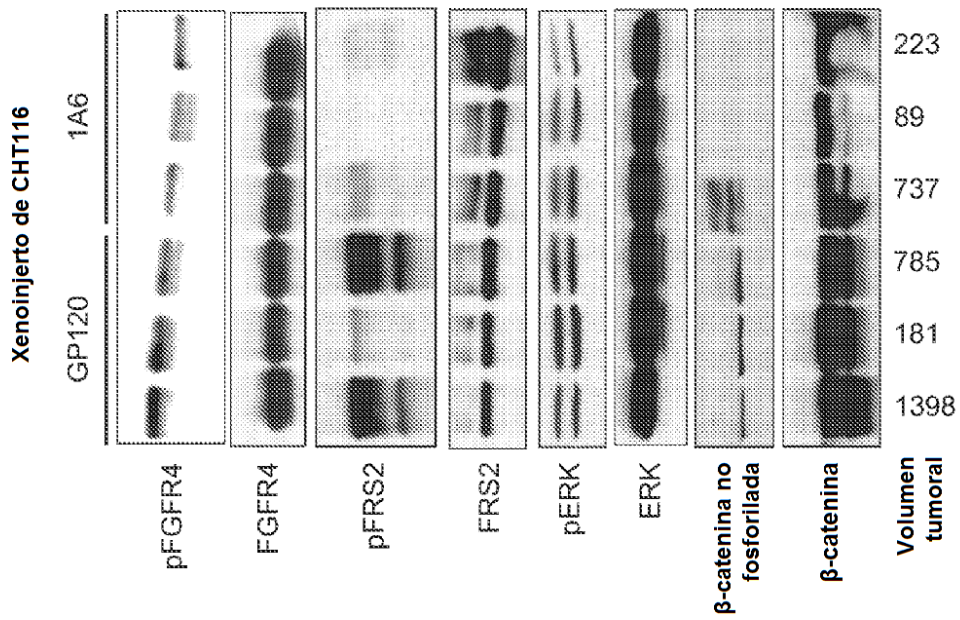 Xenoinjerto de CHT116
GP120
1A6
pFGFR4
FGFR4
pFRS2
FRS2
pERK
ERK
β-catenina no
fosforilada
β-catenina
Volumen
tumoral
1398
181
785
737
89
223